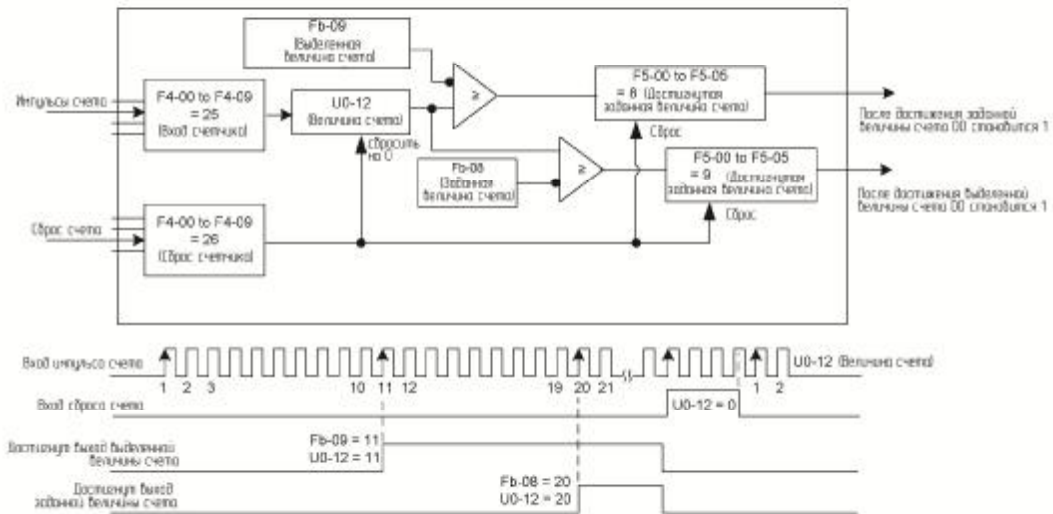 Fb-09
(Выделенная
величина счета)
Импульсы счета
F4-00 to F4-09
= 25
(Вход счетчика)
U0-12
(Величина счета)
≥
F5-00 to F5-05
= 8 (Достигнутая
заданная величина счета)
После достижения заданной
величины счета DO становится 1
сбросить
на 0
Сброс
Fb-08
(Заданная
величина счета)
≥
F5-00 to F5-05
= 9 (Достигнутая
заданная величина счета)
После достижения выделенной
величины счета DO становится 1
Сброс
Сброс счета
F4-00 to F4-09
= 26
(Сброс счетчика)
Вход импульса счета
U0-12 (Величина счета)
1 2 3 10 11 12 19 20 21 1 2
Вход сброса счета
U0-12 = 0
Достигнут выход выделенной
величины счета
Fb-09 = 11
U0-12 = 11
Достигнут выход
заданной величины счета
Fb-08 = 20
U0-12 = 20